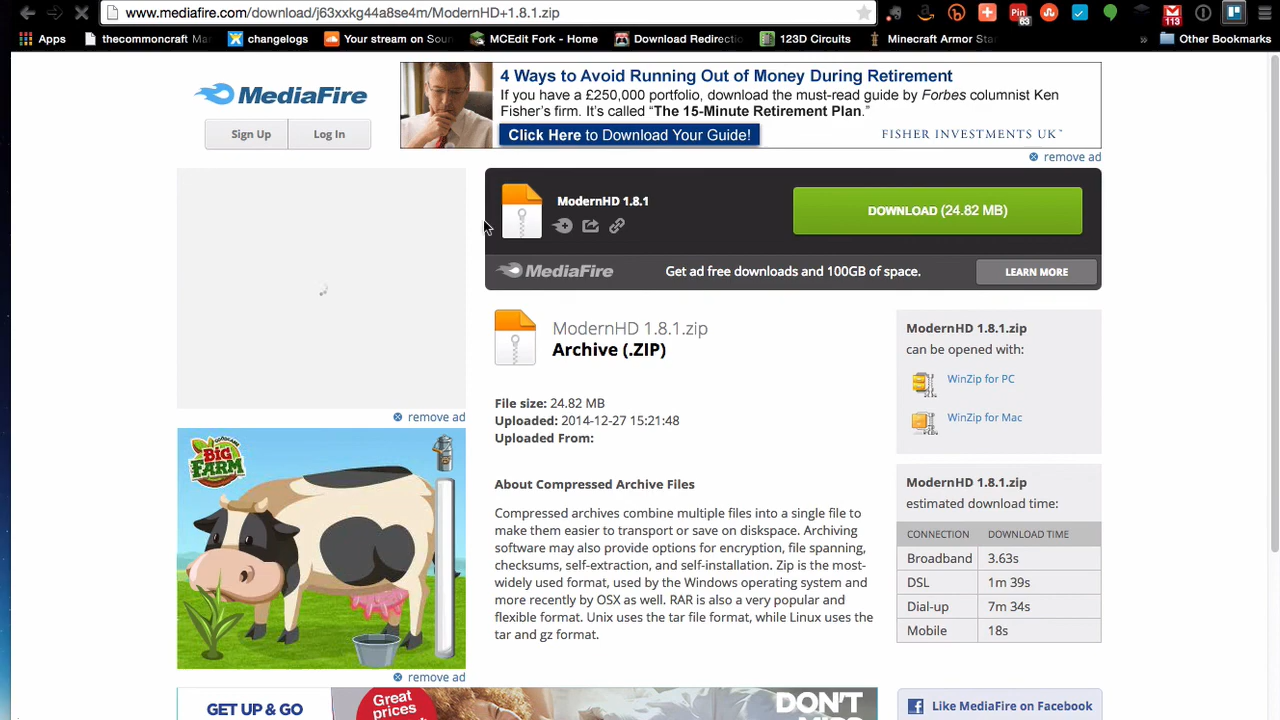 www.mediafire.com/download/j63xxkg44a8se4m/ModernHD+1.8.1.zip
83
113
Apps
thecommoncraft Ma
changelogs
Your stream on Soun
MCEdit Fork - Home
Download Redirectio
123D Circuits
Minecraft Armor Sta
»
Other Bookmarks
MediaFire
Sign Up
Log In
4 Ways to Avoid Running Out of Money During Retirement
If you have a £250,000 portfolio, download the must-read guide by Forbes columnist Ken
Fisher's firm. It's called "The 15-Minute Retirement Plan."
Click Here to Download Your Guide!
FISHER INVESTMENTS UK™
remove ad
ModernHD 1.8.1
DOWNLOAD (24.82 MB)
MediaFire
Get ad free downloads and 100GB of space.
LEARN MORE
remove ad
ModernHD 1.8.1.zip
Archive (.ZIP)
File size: 24.82 MB
Uploaded: 2014-12-27 15:21:48
Uploaded From:
About Compressed Archive Files
Compressed archives combine multiple files into a single file to
make them easier to transport or save on diskspace. Archiving
software may also provide options for encryption, file spanning,
checksums, self-extraction, and self-installation. Zip is the most-
widely used format, used by the Windows operating system and
more recently by OSX as well. RAR is also a very popular and
flexible format. Unix uses the tar file format, while Linux uses the
tar and gz format.
ModernHD 1.8.1.zip
can be opened with:
WinZip for PC
WinZip for Mac
ModernHD 1.8.1.zip
estimated download time:
CONNECTION DOWNLOAD TIME
Broadband 3.63s
DSL 1m 39s
Dial-up 7m 34s
Mobile 18s
BIG
FARM
remove ad
GET UP & GO
Great
prices
DON'T
Like MediaFire on Facebook